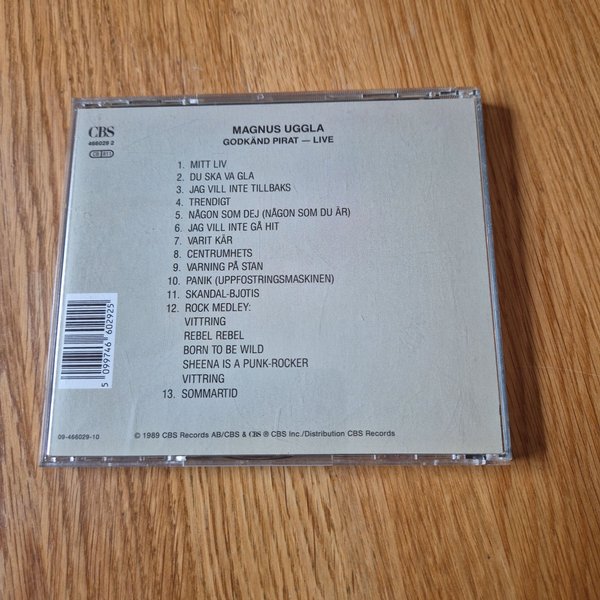 CBS
466029 2
MAGNUS UGGLA
GODKÄND PIRAT — LIVE
1. MITT LIV
2. DU SKA VA GLA
3. JAG VILL INTE TILLBAKS
4. TRENDIGT
5. NÅGON SOM DEJ (NÅGON SOM DU ÄR)
6. JAG VILL INTE GÅ HIT
7. VARIT KÄR
8. CENTRUMHETS
9. VARNING PÅ STAN
10. PANIK (UPPFOSTRINGSMASKINEN)
11. SKANDAL-BJOTIS
12. ROCK MEDLEY:
VITTRING
REBEL REBEL
BORN TO BE WILD
SHEENA IS A PUNK-ROCKER
VITTRING
13. SOMMARTID
5 099746 602925
09-466029-10
© 1989 CBS Records AB/CBS & CBS ® CBS Inc./Distribution CBS Records